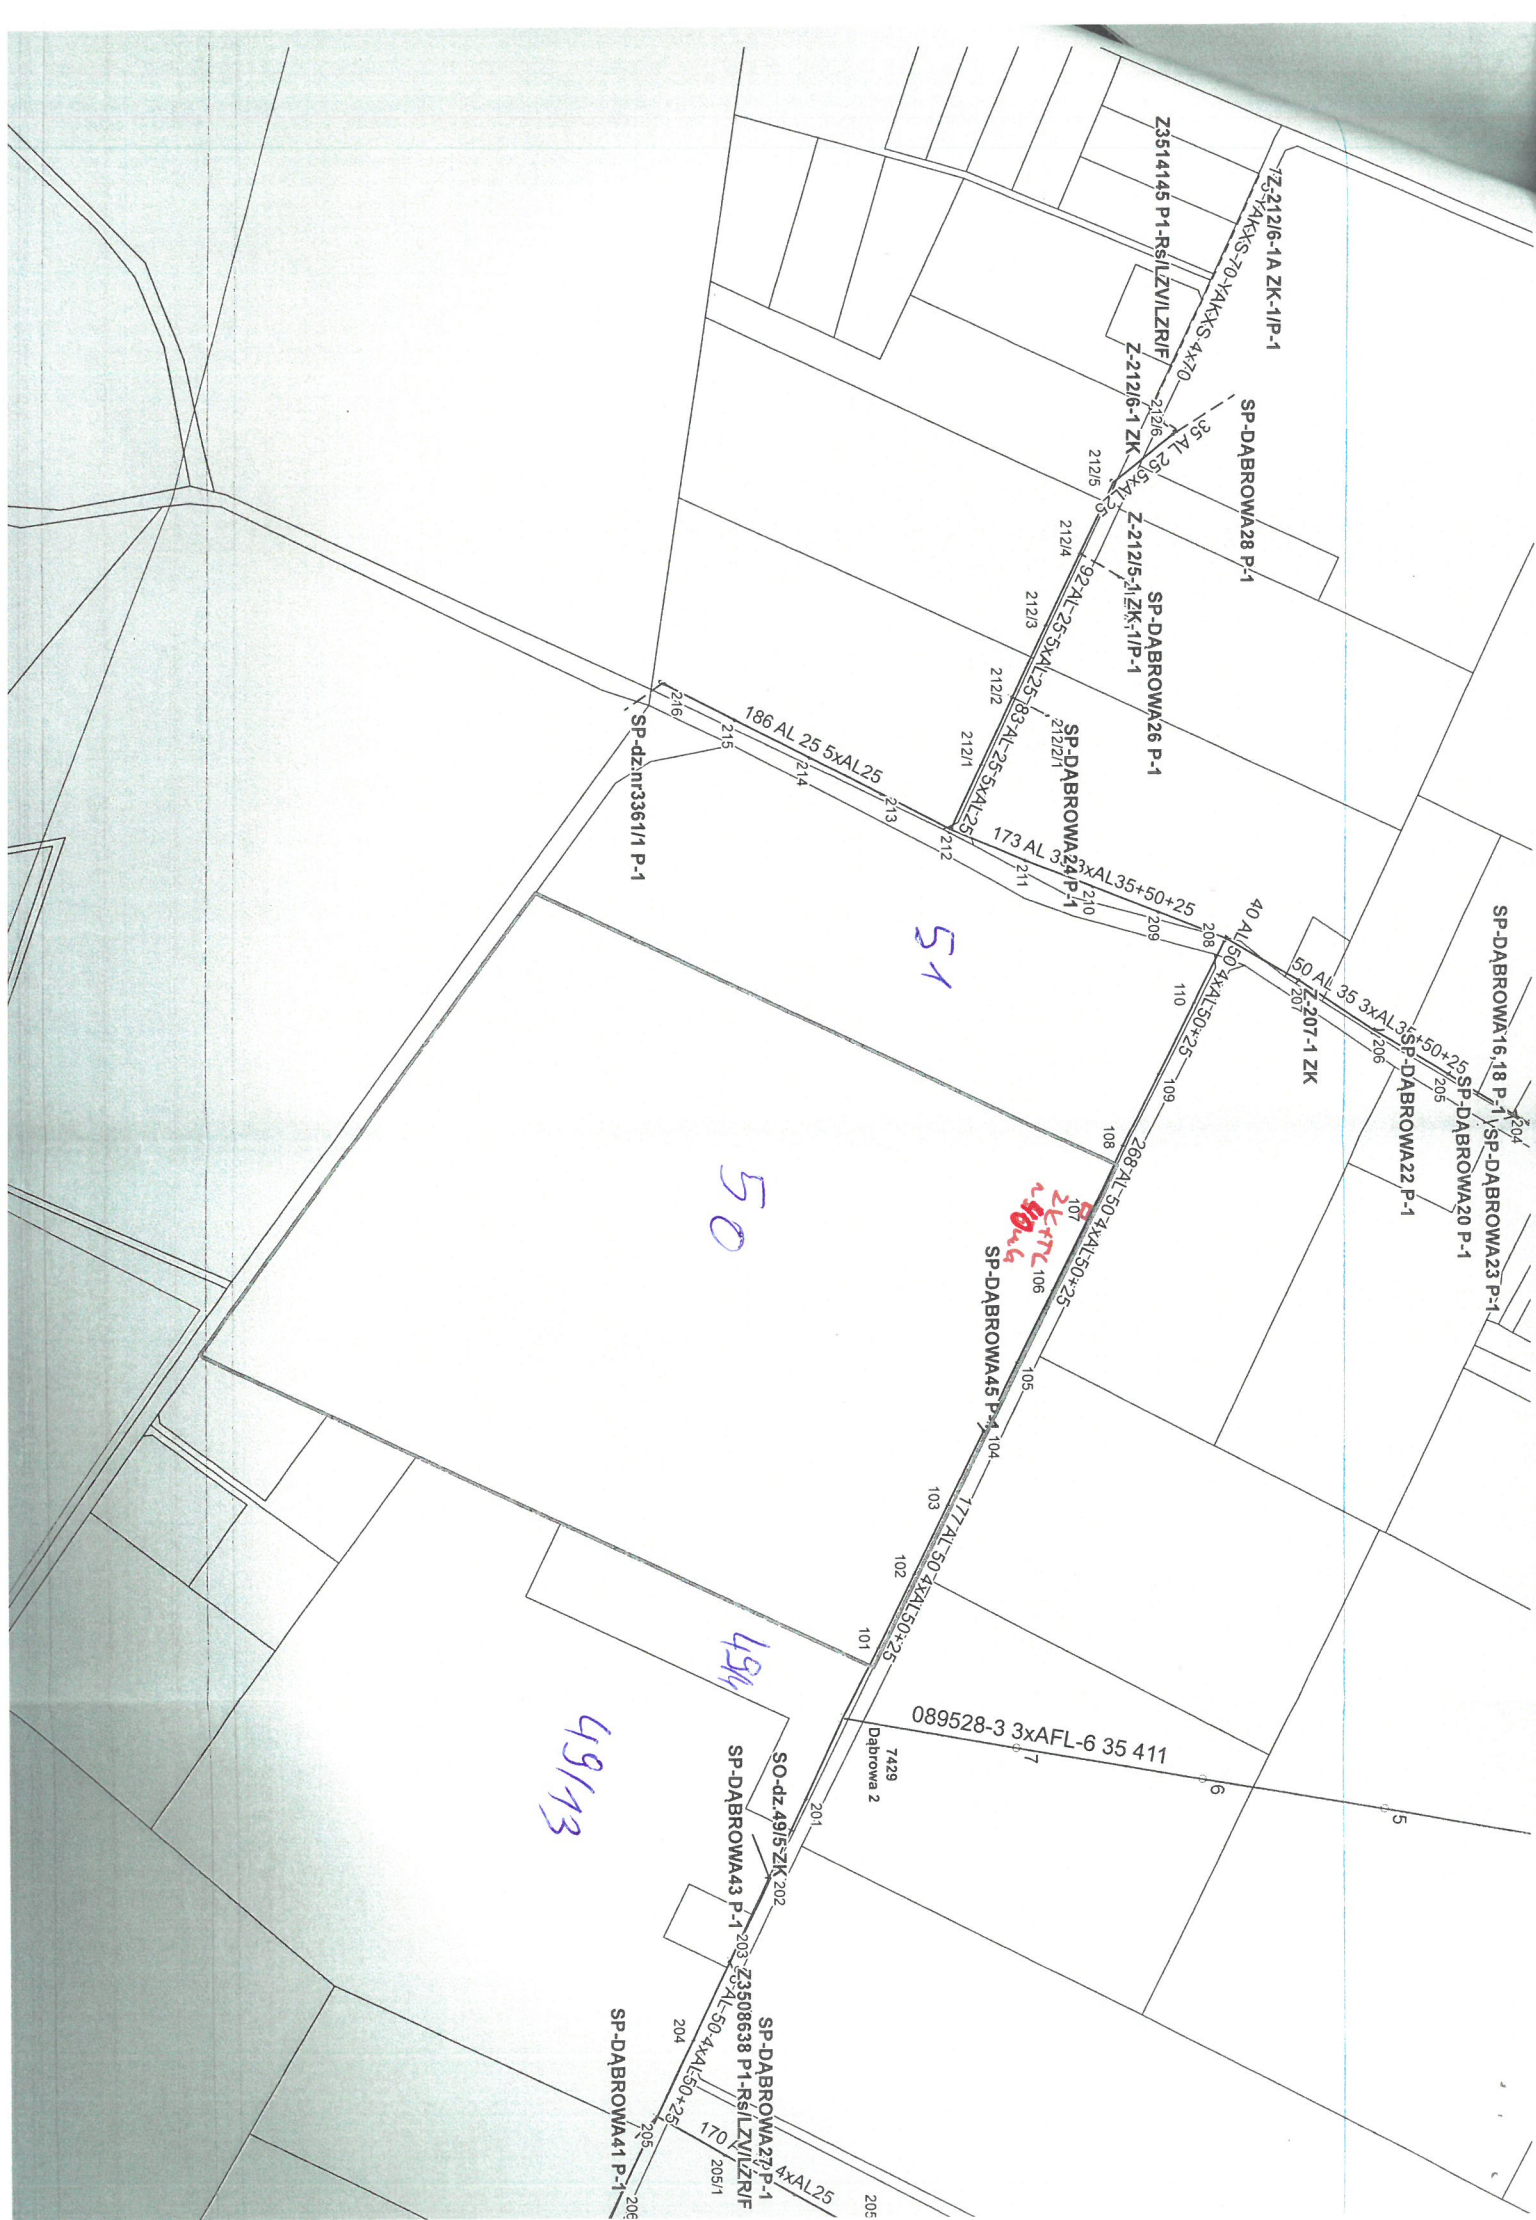 Z-212/6-1A ZK-1/P-1
Z3514145 P1-Rs/LZV/LZR/F
Z-212/6-1 ZK
212/6
35 AL 25 5xAL25
SP-DĄBROWA28 P-1
212/5
212/4
Z-212/5-1 ZK-1/P-1
SP-DĄBROWA26 P-1
92 AL 25 5xAL25
212/3
212/2
212/2/1
SP-DĄBROWA24 P-1
83 AL 25 5xAL25
212/1
SP-dz.nr3361/1 P-1
216
186 AL 25 5xAL25
215
214
213
212
173 AL 35 3xAL35+50+25
211
210
209
208
40 AL 50 4xAL50+25
50 AL 35 3xAL35+50+25
207
Z-207-1 ZK
206
205
204
SP-DĄBROWA16,18 P-1
SP-DĄBROWA23 P-1
SP-DĄBROWA20 P-1
SP-DĄBROWA22 P-1
51
110
109
108
268 AL 50 4xAL50+25
107
106
SP-DĄBROWA45 P-1
105
104
50
103
177 AL 50 4xAL50+25
102
101
089528-3 3xAFL-6 35 411
7
6
5
7429
Dąbrowa 2
49/4
49/13
201
SO-dz.49/5 ZK
202
SP-DĄBROWA43 P-1
203
Z3508638 P1-Rs/LZV/LZR/F
SP-DĄBROWA27 P-1
204
AL 50 4xAL50+25
205
SP-DĄBROWA41 P-1
206
170
4xAL25
205/1
205